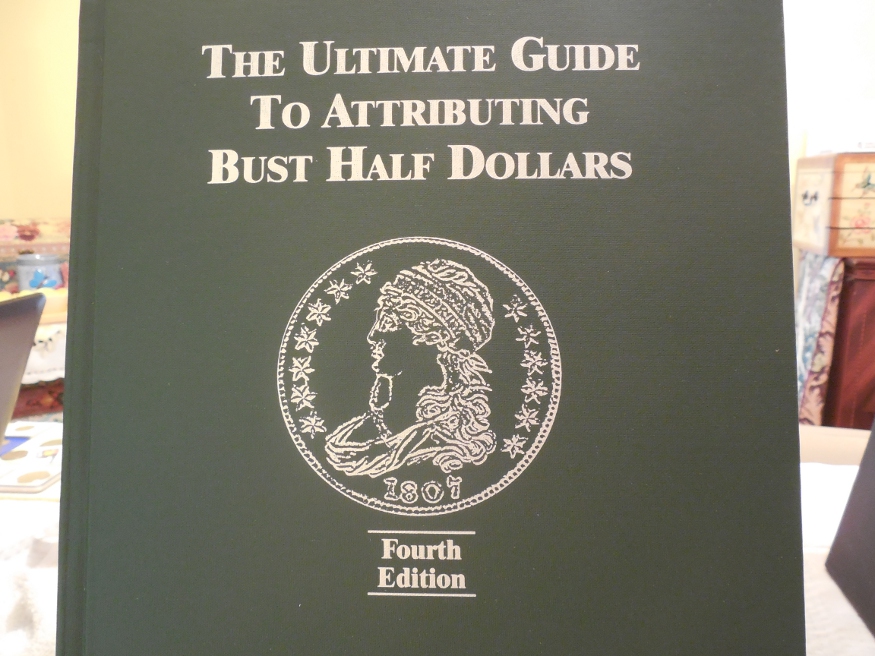 THE ULTIMATE GUIDE
TO ATTRIBUTING
BUST HALF DOLLARS
1807
Fourth
Edition